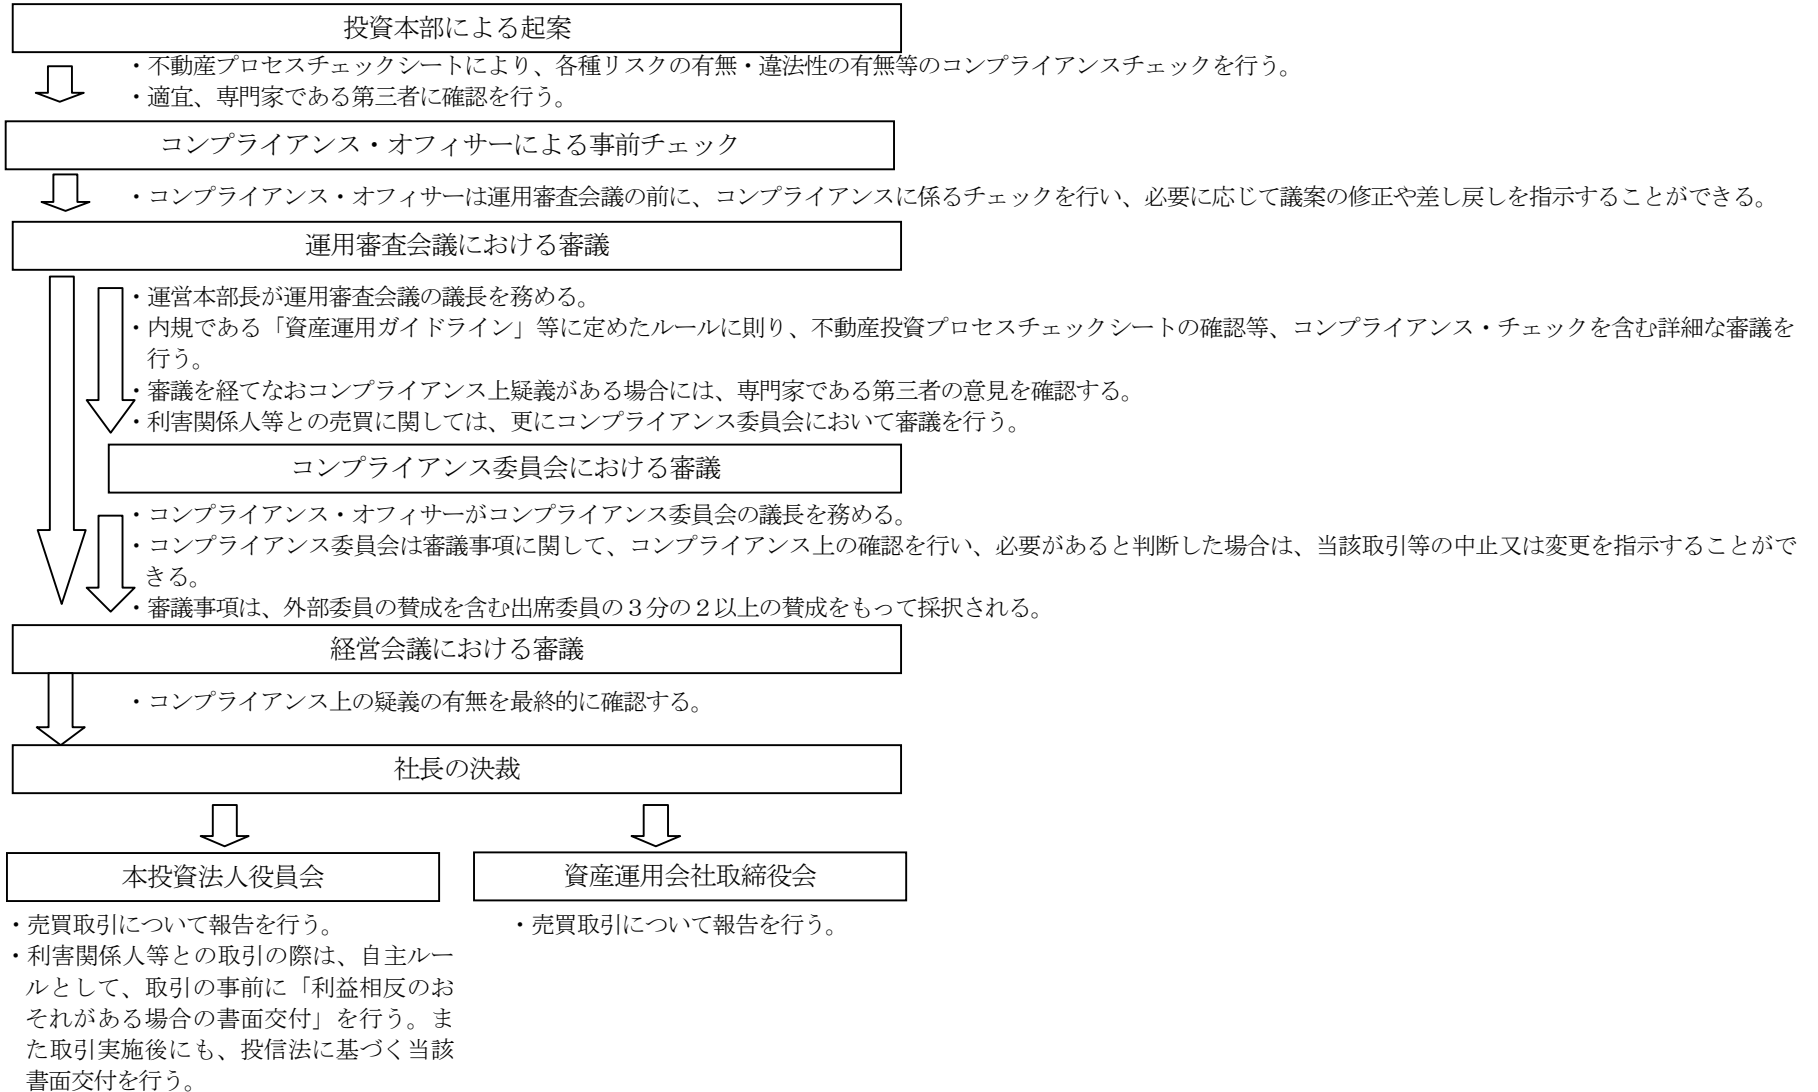 投資本部による起案
・不動産プロセスチェックシートにより、各種リスクの有無・違法性の有無等のコンプライアンスチェックを行う。
・適宜、専門家である第三者に確認を行う。
コンプライアンス・オフィサーによる事前チェック
・コンプライアンス・オフィサーは運用審査会議の前に、コンプライアンスに係るチェックを行い、必要に応じて議案の修正や差し戻しを指示することができる。
運用審査会議における審議
・運営本部長が運用審査会議の議長を務める。
・内規である「資産運用ガイドライン」等に定めたルールに則り、不動産投資プロセスチェックシートの確認等、コンプライアンス・チェックを含む詳細な審議を
行う。
・審議を経てなおコンプライアンス上疑義がある場合には、専門家である第三者の意見を確認する。
・利害関係人等との売買に関しては、更にコンプライアンス委員会において審議を行う。
コンプライアンス委員会における審議
・コンプライアンス・オフィサーがコンプライアンス委員会の議長を務める。
・コンプライアンス委員会は審議事項に関して、コンプライアンス上の確認を行い、必要があると判断した場合は、当該取引等の中止又は変更を指示することがで
きる。
・審議事項は、外部委員の賛成を含む出席委員の３分の２以上の賛成をもって採択される。
経営会議における審議
・コンプライアンス上の疑義の有無を最終的に確認する。
社長の決裁
本投資法人役員会
・売買取引について報告を行う。
・利害関係人等との取引の際は、自主ルー
ルとして、取引の事前に「利益相反のお
それがある場合の書面交付」を行う。ま
た取引実施後にも、投信法に基づく当該
書面交付を行う。
資産運用会社取締役会
・売買取引について報告を行う。